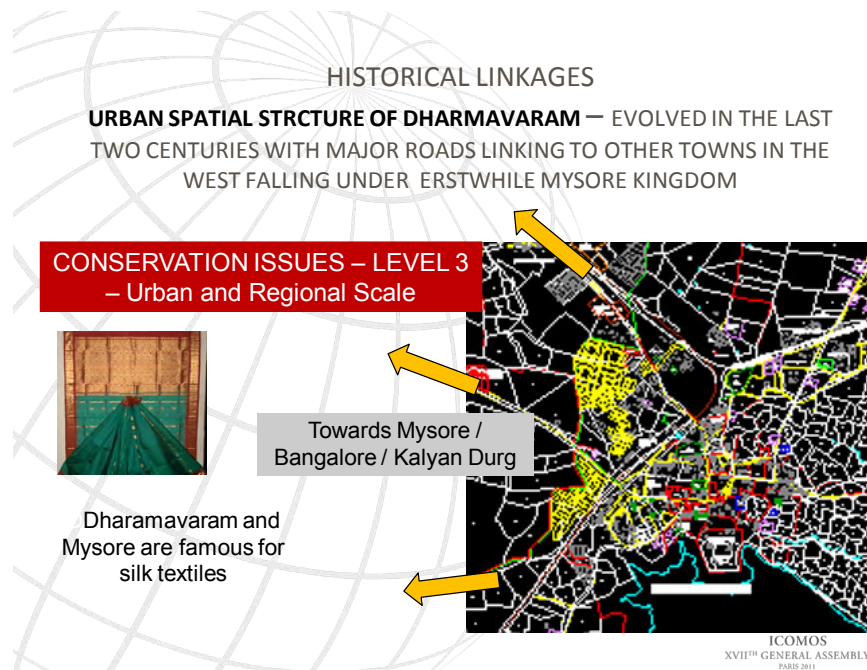 HISTORICAL LINKAGES
URBAN SPATIAL STRCTURE OF DHARMAVARAM – EVOLVED IN THE LAST
TWO CENTURIES WITH MAJOR ROADS LINKING TO OTHER TOWNS IN THE
WEST FALLING UNDER ERSTWHILE MYSORE KINGDOM
CONSERVATION ISSUES – LEVEL 3
– Urban and Regional Scale
Towards Mysore /
Bangalore / Kalyan Durg
Dharamavaram and
Mysore are famous for
silk textiles
ICOMOS
XVIITH GENERAL ASSEMBLY
PARIS 2011